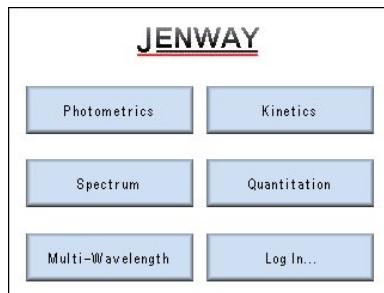 JENWAY
Photometrics
Kinetics
Spectrum
Quantitation
Multi-Wavelength
Log In...